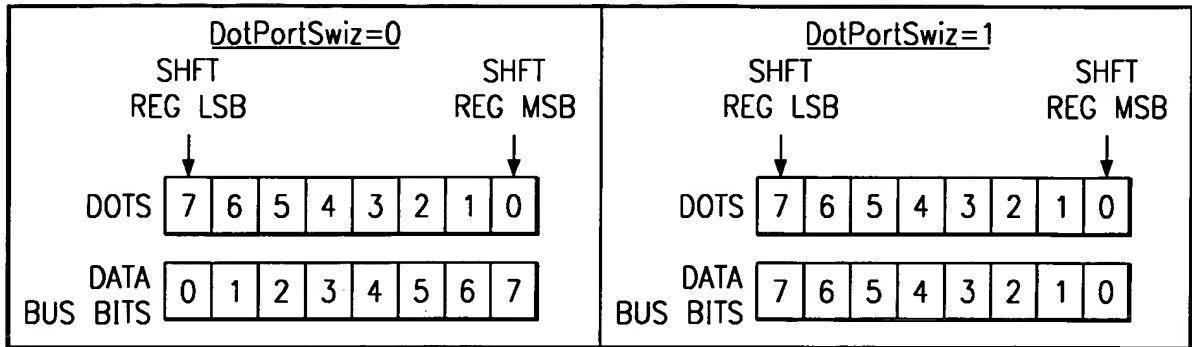 DotPortSwiz=0
SHFT
REG LSB
SHFT
REG MSB
DOTS 7 6 5 4 3 2 1 0
DATA
BUS BITS 0 1 2 3 4 5 6 7
DotPortSwiz=1
SHFT
REG LSB
SHFT
REG MSB
DOTS 7 6 5 4 3 2 1 0
DATA
BUS BITS 7 6 5 4 3 2 1 0